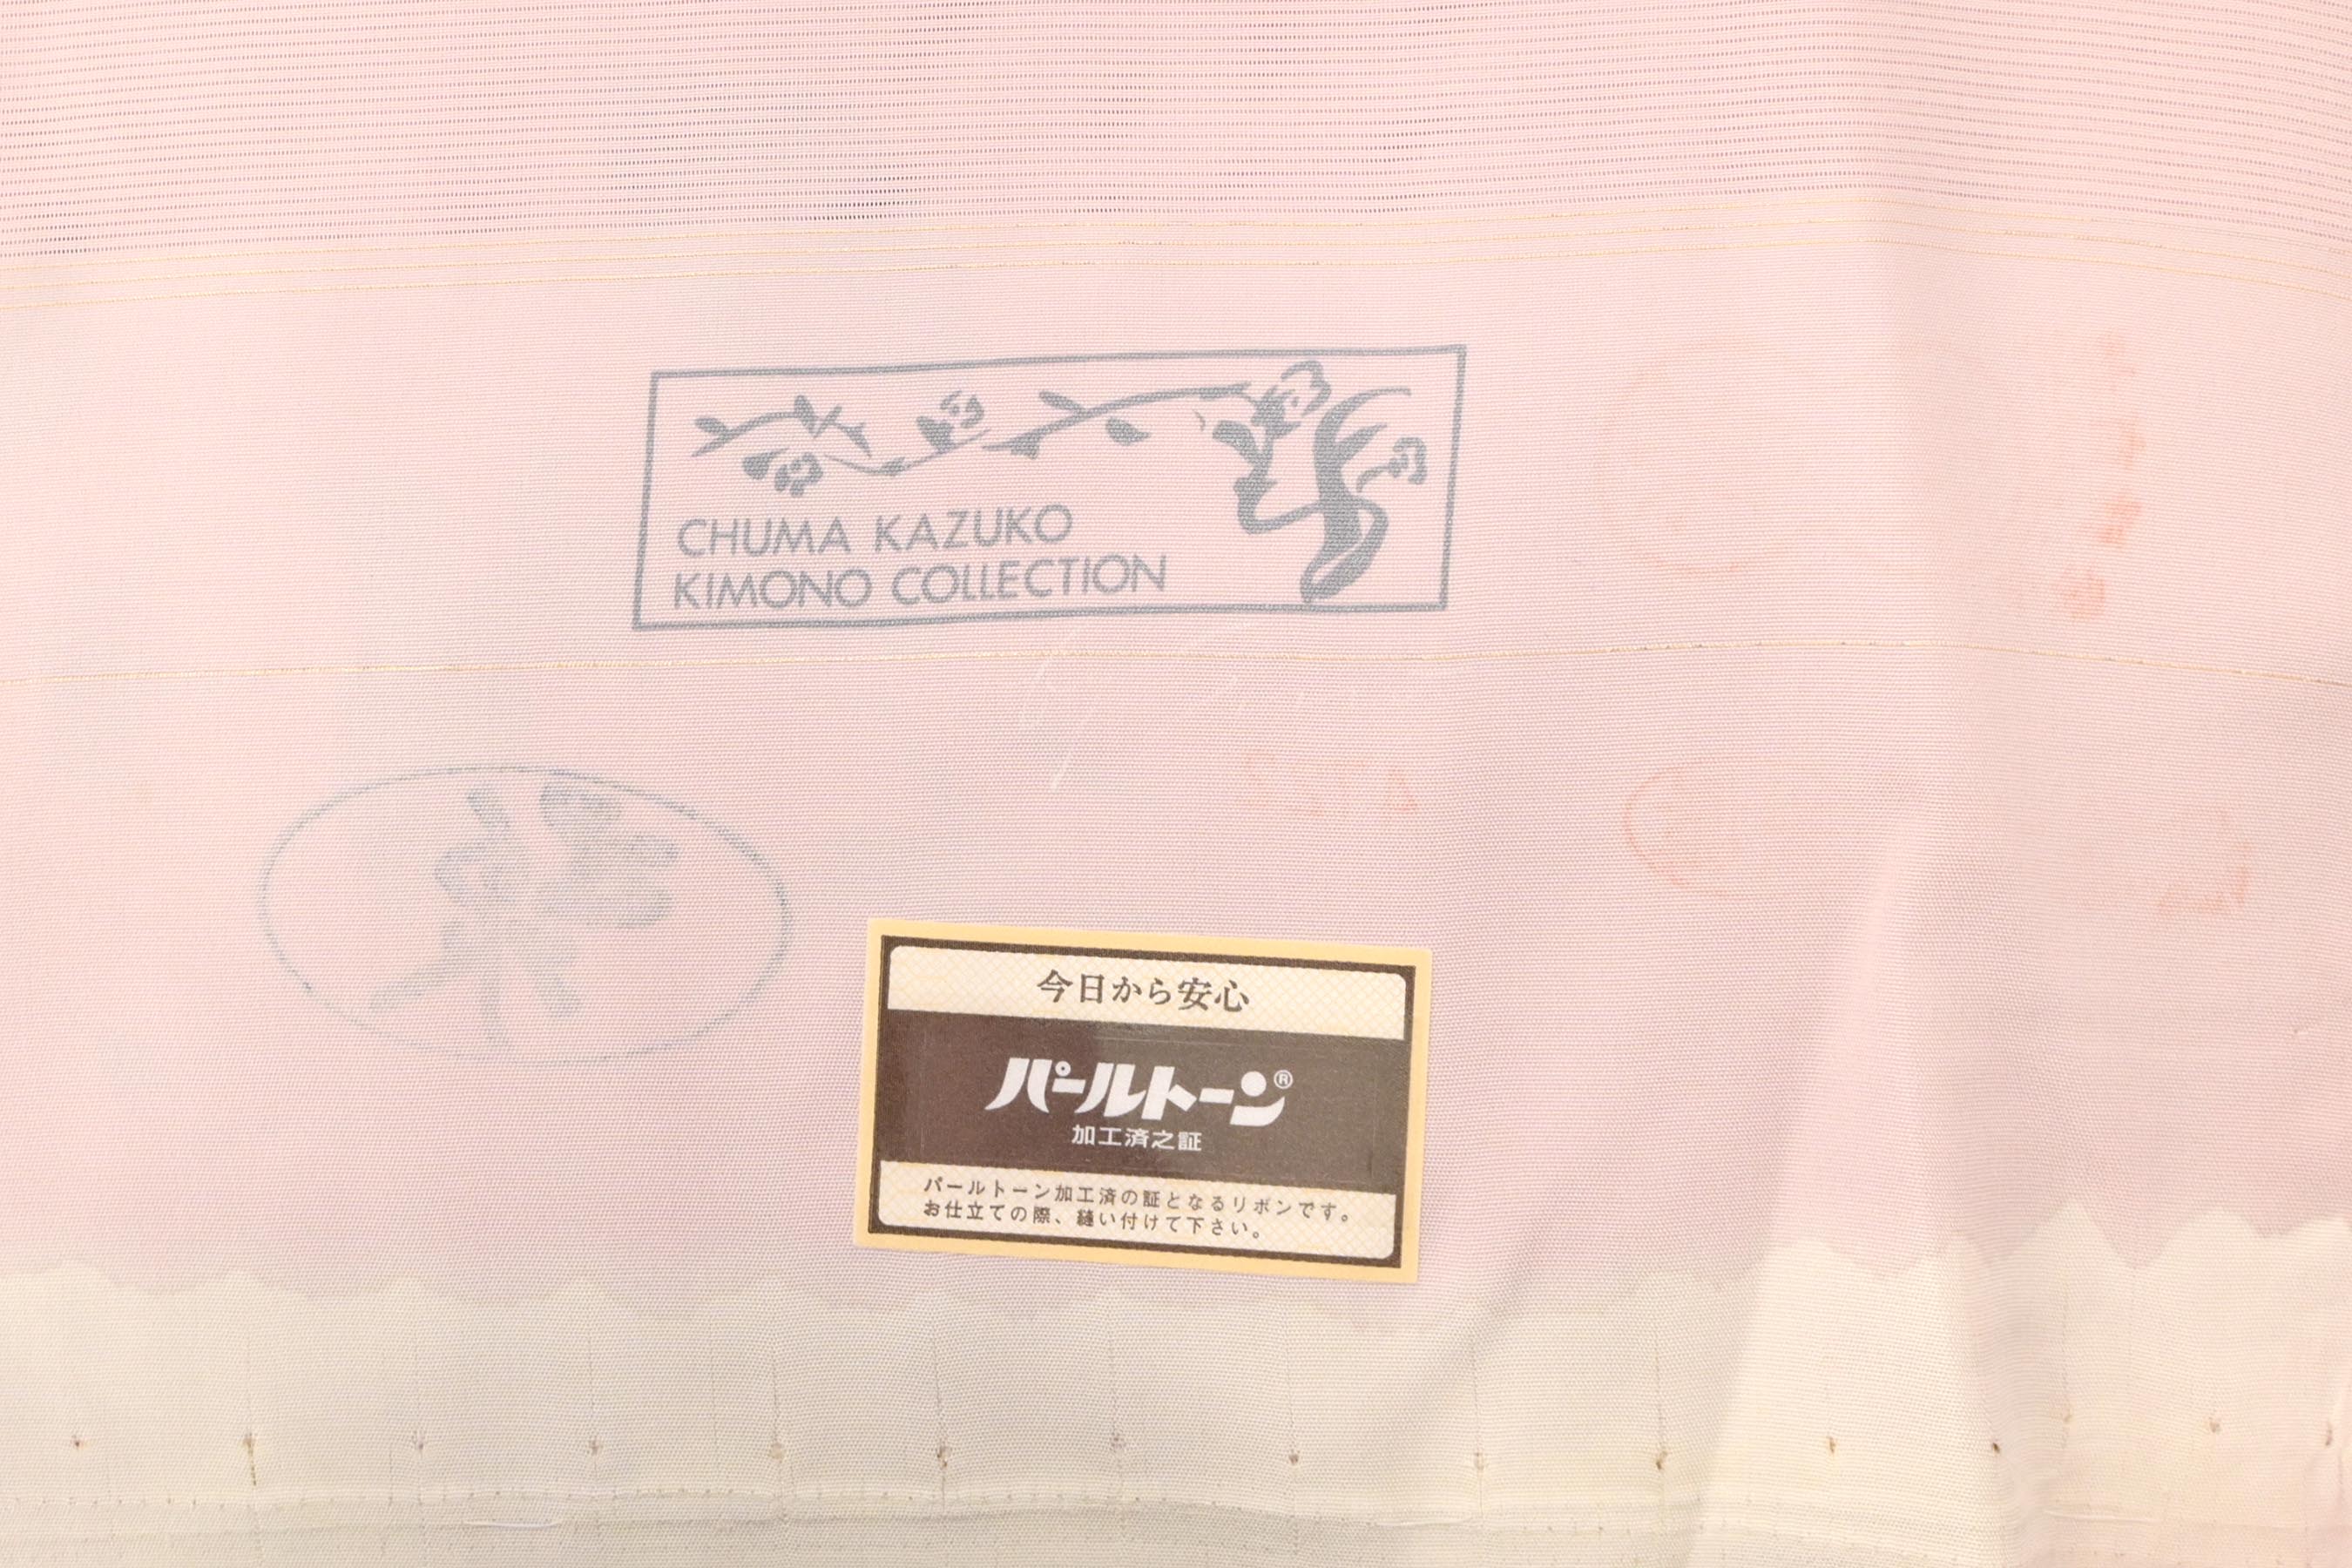 CHUMA KAZUKO
KIMONO COLLECTION
今日から安心
パールトーン®
加工済之証
パールトーン加工済の証となるリボンです。
お仕立ての際、縫い付けて下さい。